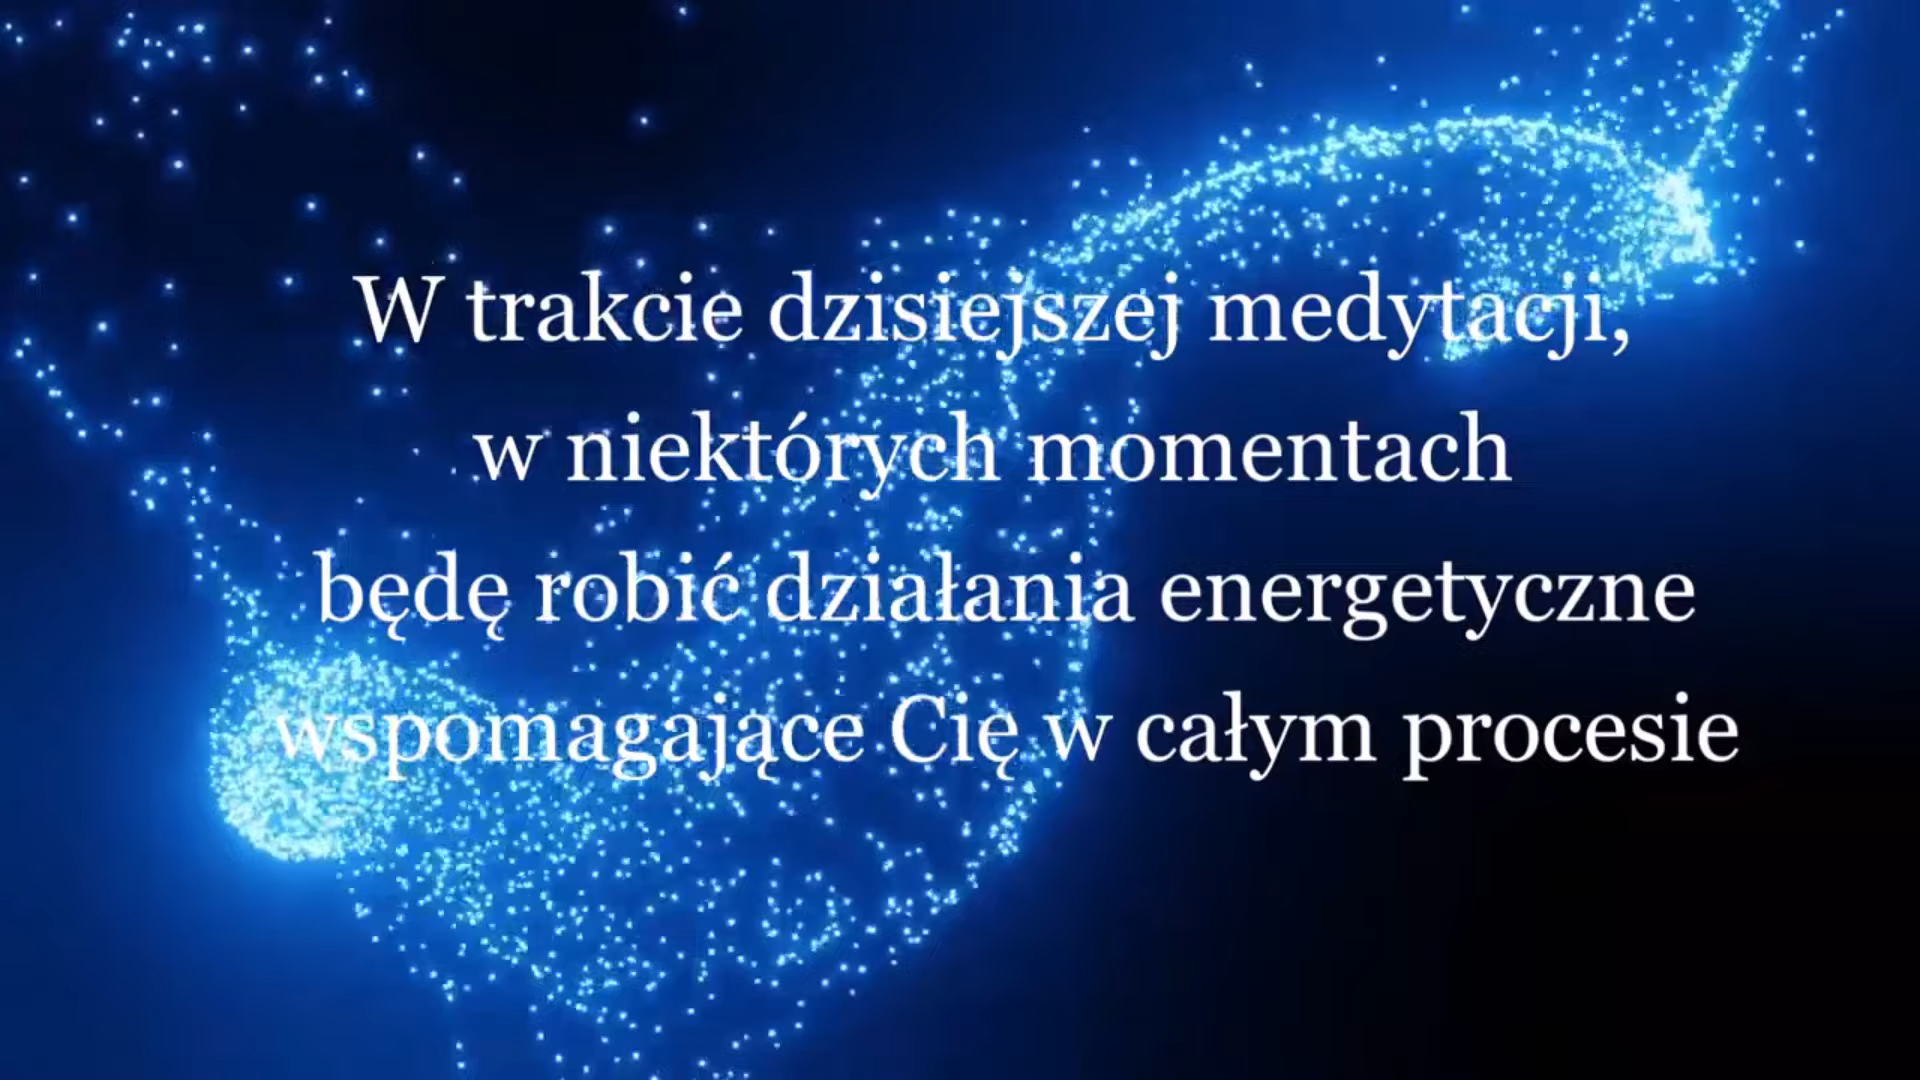 W trakcie dzisiejszej medytacji,
w niektórych momentach
będę robić działania energetyczne
wspomagające Cię w całym procesie